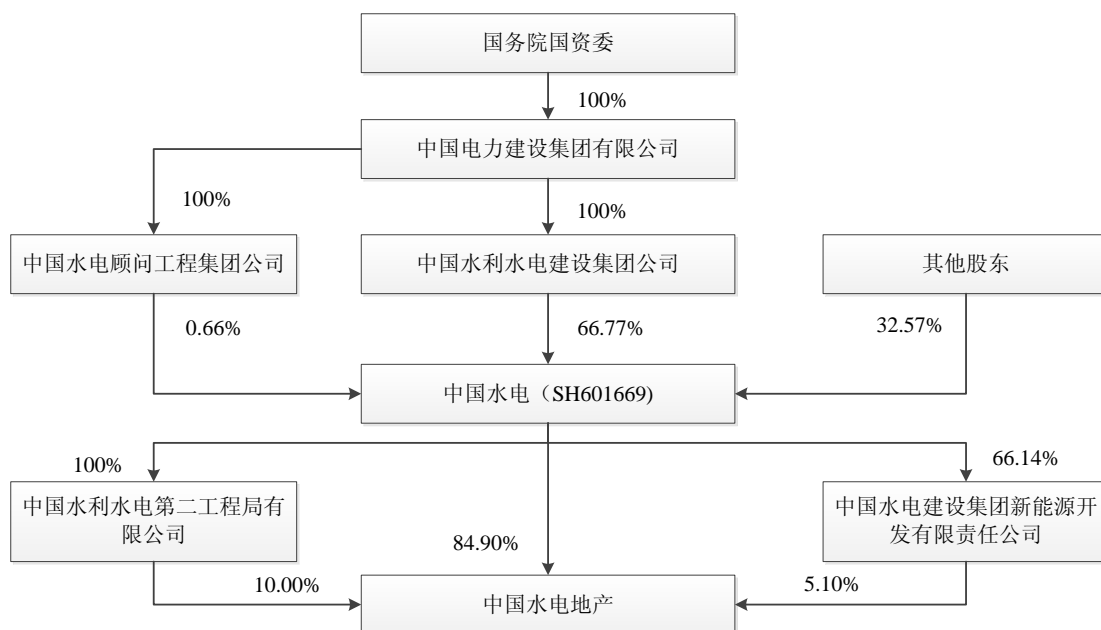 国务院国资委
100%
中国电力建设集团有限公司
100%
100%
中国水电顾问工程集团公司
中国水利水电建设集团公司
其他股东
0.66%
66.77%
32.57%
中国水电（SH601669)
100%
66.14%
中国水利水电第二工程局有
限公司
中国水电建设集团新能源开
发有限责任公司
84.90%
10.00%
5.10%
中国水电地产